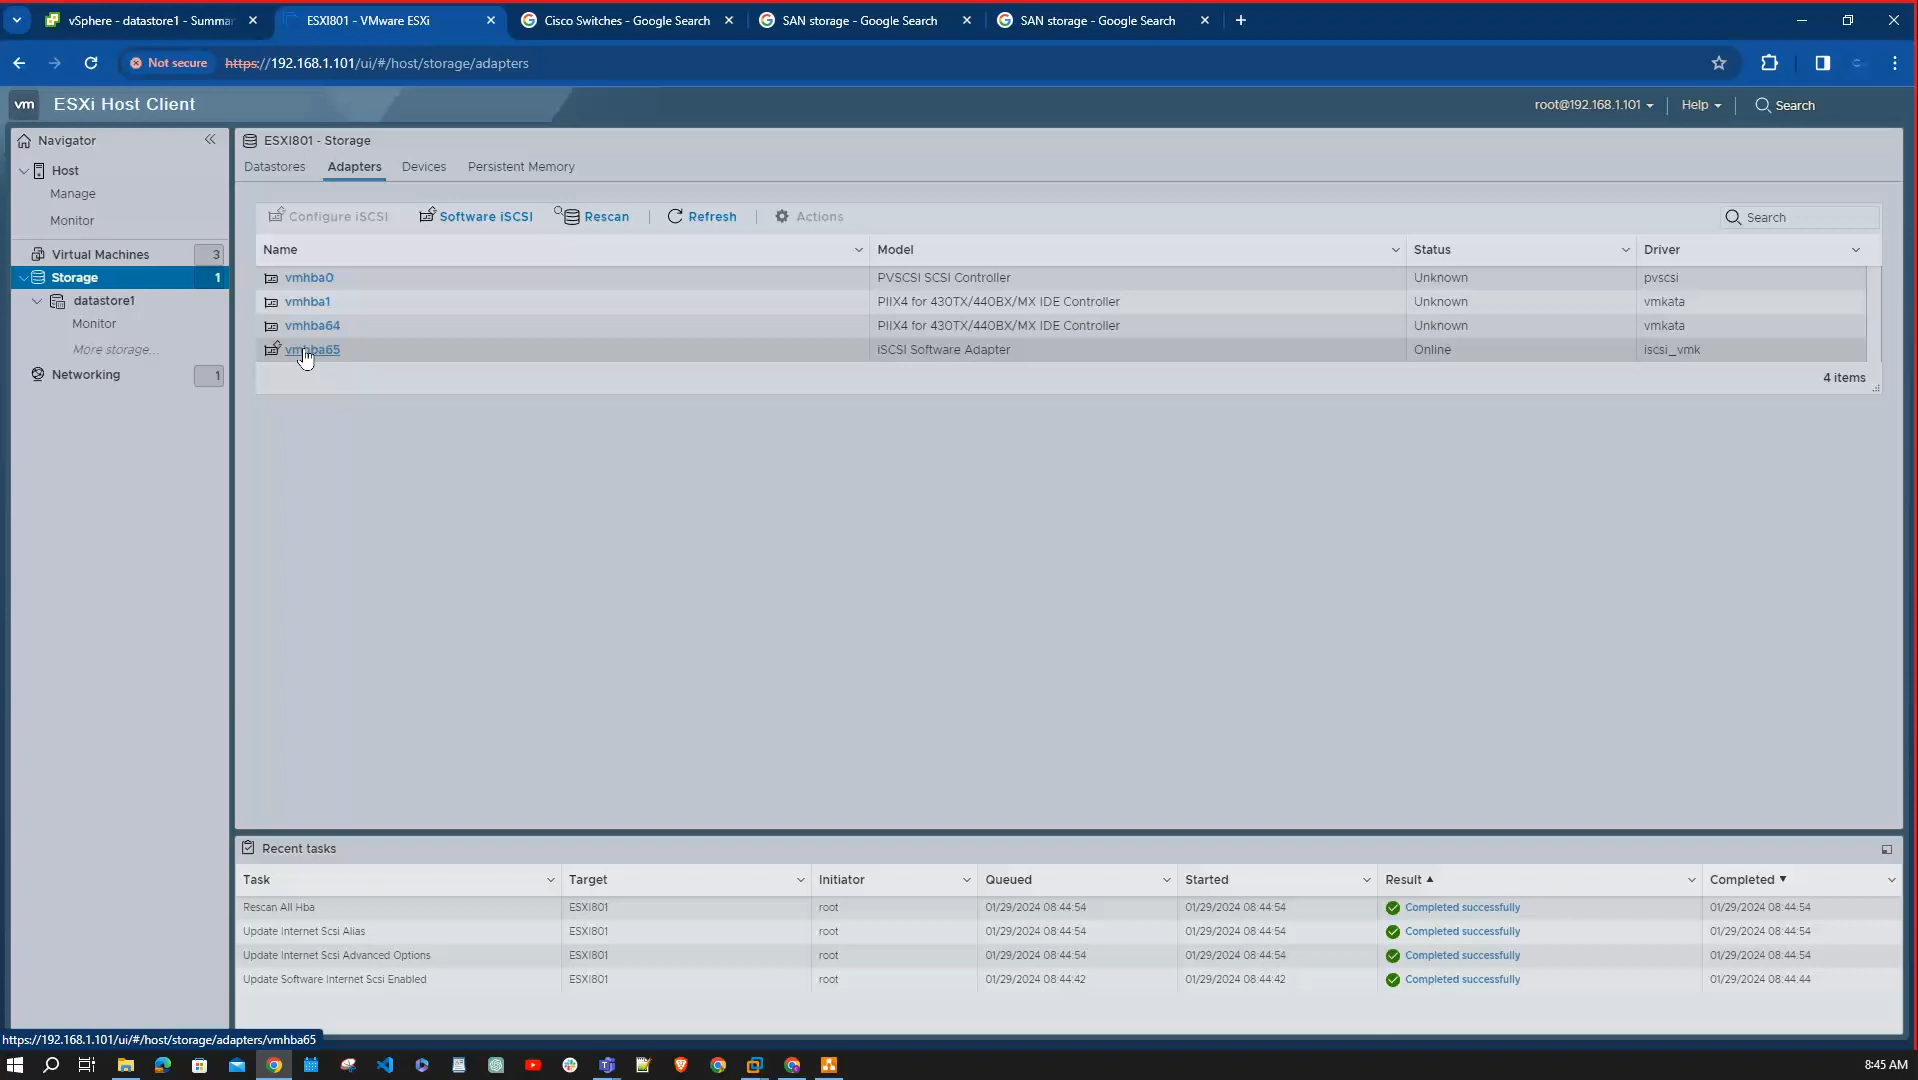 vSphere - datastore1 - Summar
ESXI801 - VMware ESXi
Cisco Switches - Google Search
SAN storage - Google Search
SAN storage - Google Search
Not secure
https://192.168.1.101/ui/#/host/storage/adapters
vm
ESXi Host Client
root@192.168.1.101
Help
Search
Navigator
Host
Manage
Monitor
Virtual Machines
3
Storage
1
datastore1
Monitor
More storage...
Networking
1
ESXI801 - Storage
Datastores
Adapters
Devices
Persistent Memory
Configure iSCSI
Software iSCSI
Rescan
Refresh
Actions
Search
Name
Model
Status
Driver
vmhba0
PVSCSI SCSI Controller
Unknown
pvscsi
vmhba1
PIIX4 for 430TX/440BX/MX IDE Controller
Unknown
vmkata
vmhba64
PIIX4 for 430TX/440BX/MX IDE Controller
Unknown
vmkata
vmhba65
iSCSI Software Adapter
Online
iscsi_vmk
4 items
Recent tasks
Task
Target
Initiator
Queued
Started
Result
Completed
Rescan All Hba
ESXI801
root
01/29/2024 08:44:54
01/29/2024 08:44:54
Completed successfully
01/29/2024 08:44:54
Update Internet Scsi Alias
ESXI801
root
01/29/2024 08:44:54
01/29/2024 08:44:54
Completed successfully
01/29/2024 08:44:54
Update Internet Scsi Advanced Options
ESXI801
root
01/29/2024 08:44:54
01/29/2024 08:44:54
Completed successfully
01/29/2024 08:44:54
Update Software Internet Scsi Enabled
ESXI801
root
01/29/2024 08:44:42
01/29/2024 08:44:42
Completed successfully
01/29/2024 08:44:44
https://192.168.1.101/ui/#/host/storage/adapters/vmhba65
8:45 AM